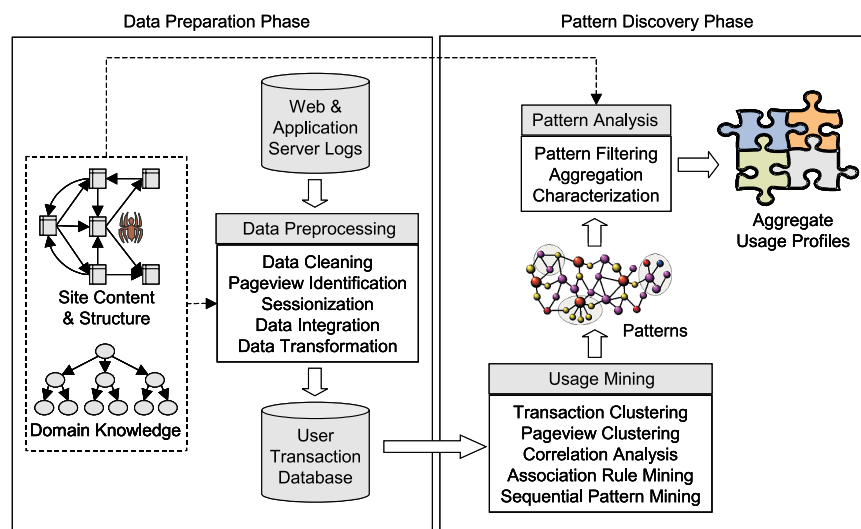 Data Preparation Phase
Pattern Discovery Phase
Web &
Application
Server Logs
Site Content
& Structure
Domain Knowledge
Data Preprocessing
Data Cleaning
Pageview Identification
Sessionization
Data Integration
Data Transformation
User
Transaction
Database
Usage Mining
Transaction Clustering
Pageview Clustering
Correlation Analysis
Association Rule Mining
Sequential Pattern Mining
Patterns
Pattern Analysis
Pattern Filtering
Aggregation
Characterization
Aggregate
Usage Profiles